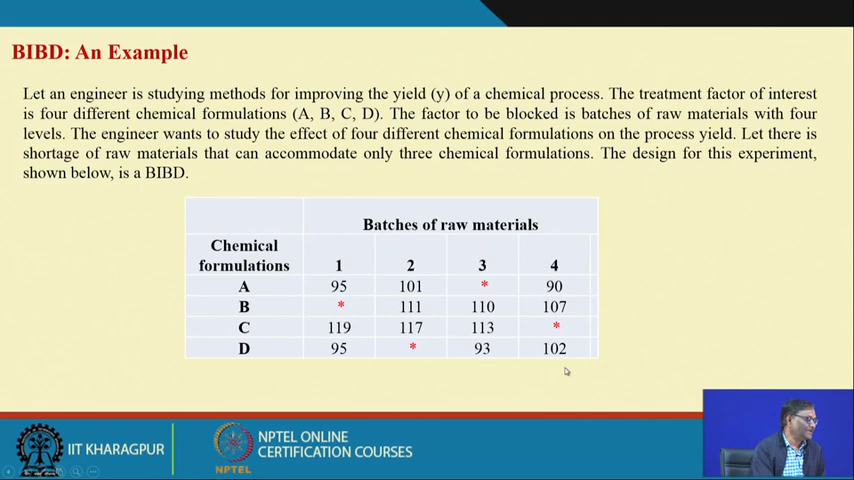 BIBD: An Example
Let an engineer is studying methods for improving the yield (y) of a chemical process. The treatment factor of interest
is four different chemical formulations (A, B, C, D). The factor to be blocked is batches of raw materials with four
levels. The engineer wants to study the effect of four different chemical formulations on the process yield. Let there is
shortage of raw materials that can accommodate only three chemical formulations. The design for this experiment,
shown below, is a BIBD.
Batches of raw materials
Chemical
formulations 1 2 3 4
A 95 101 * 90
B * 111 110 107
C 119 117 113 *
D 95 * 93 102
IIT KHARAGPUR
NPTEL
NPTEL ONLINE
CERTIFICATION COURSES